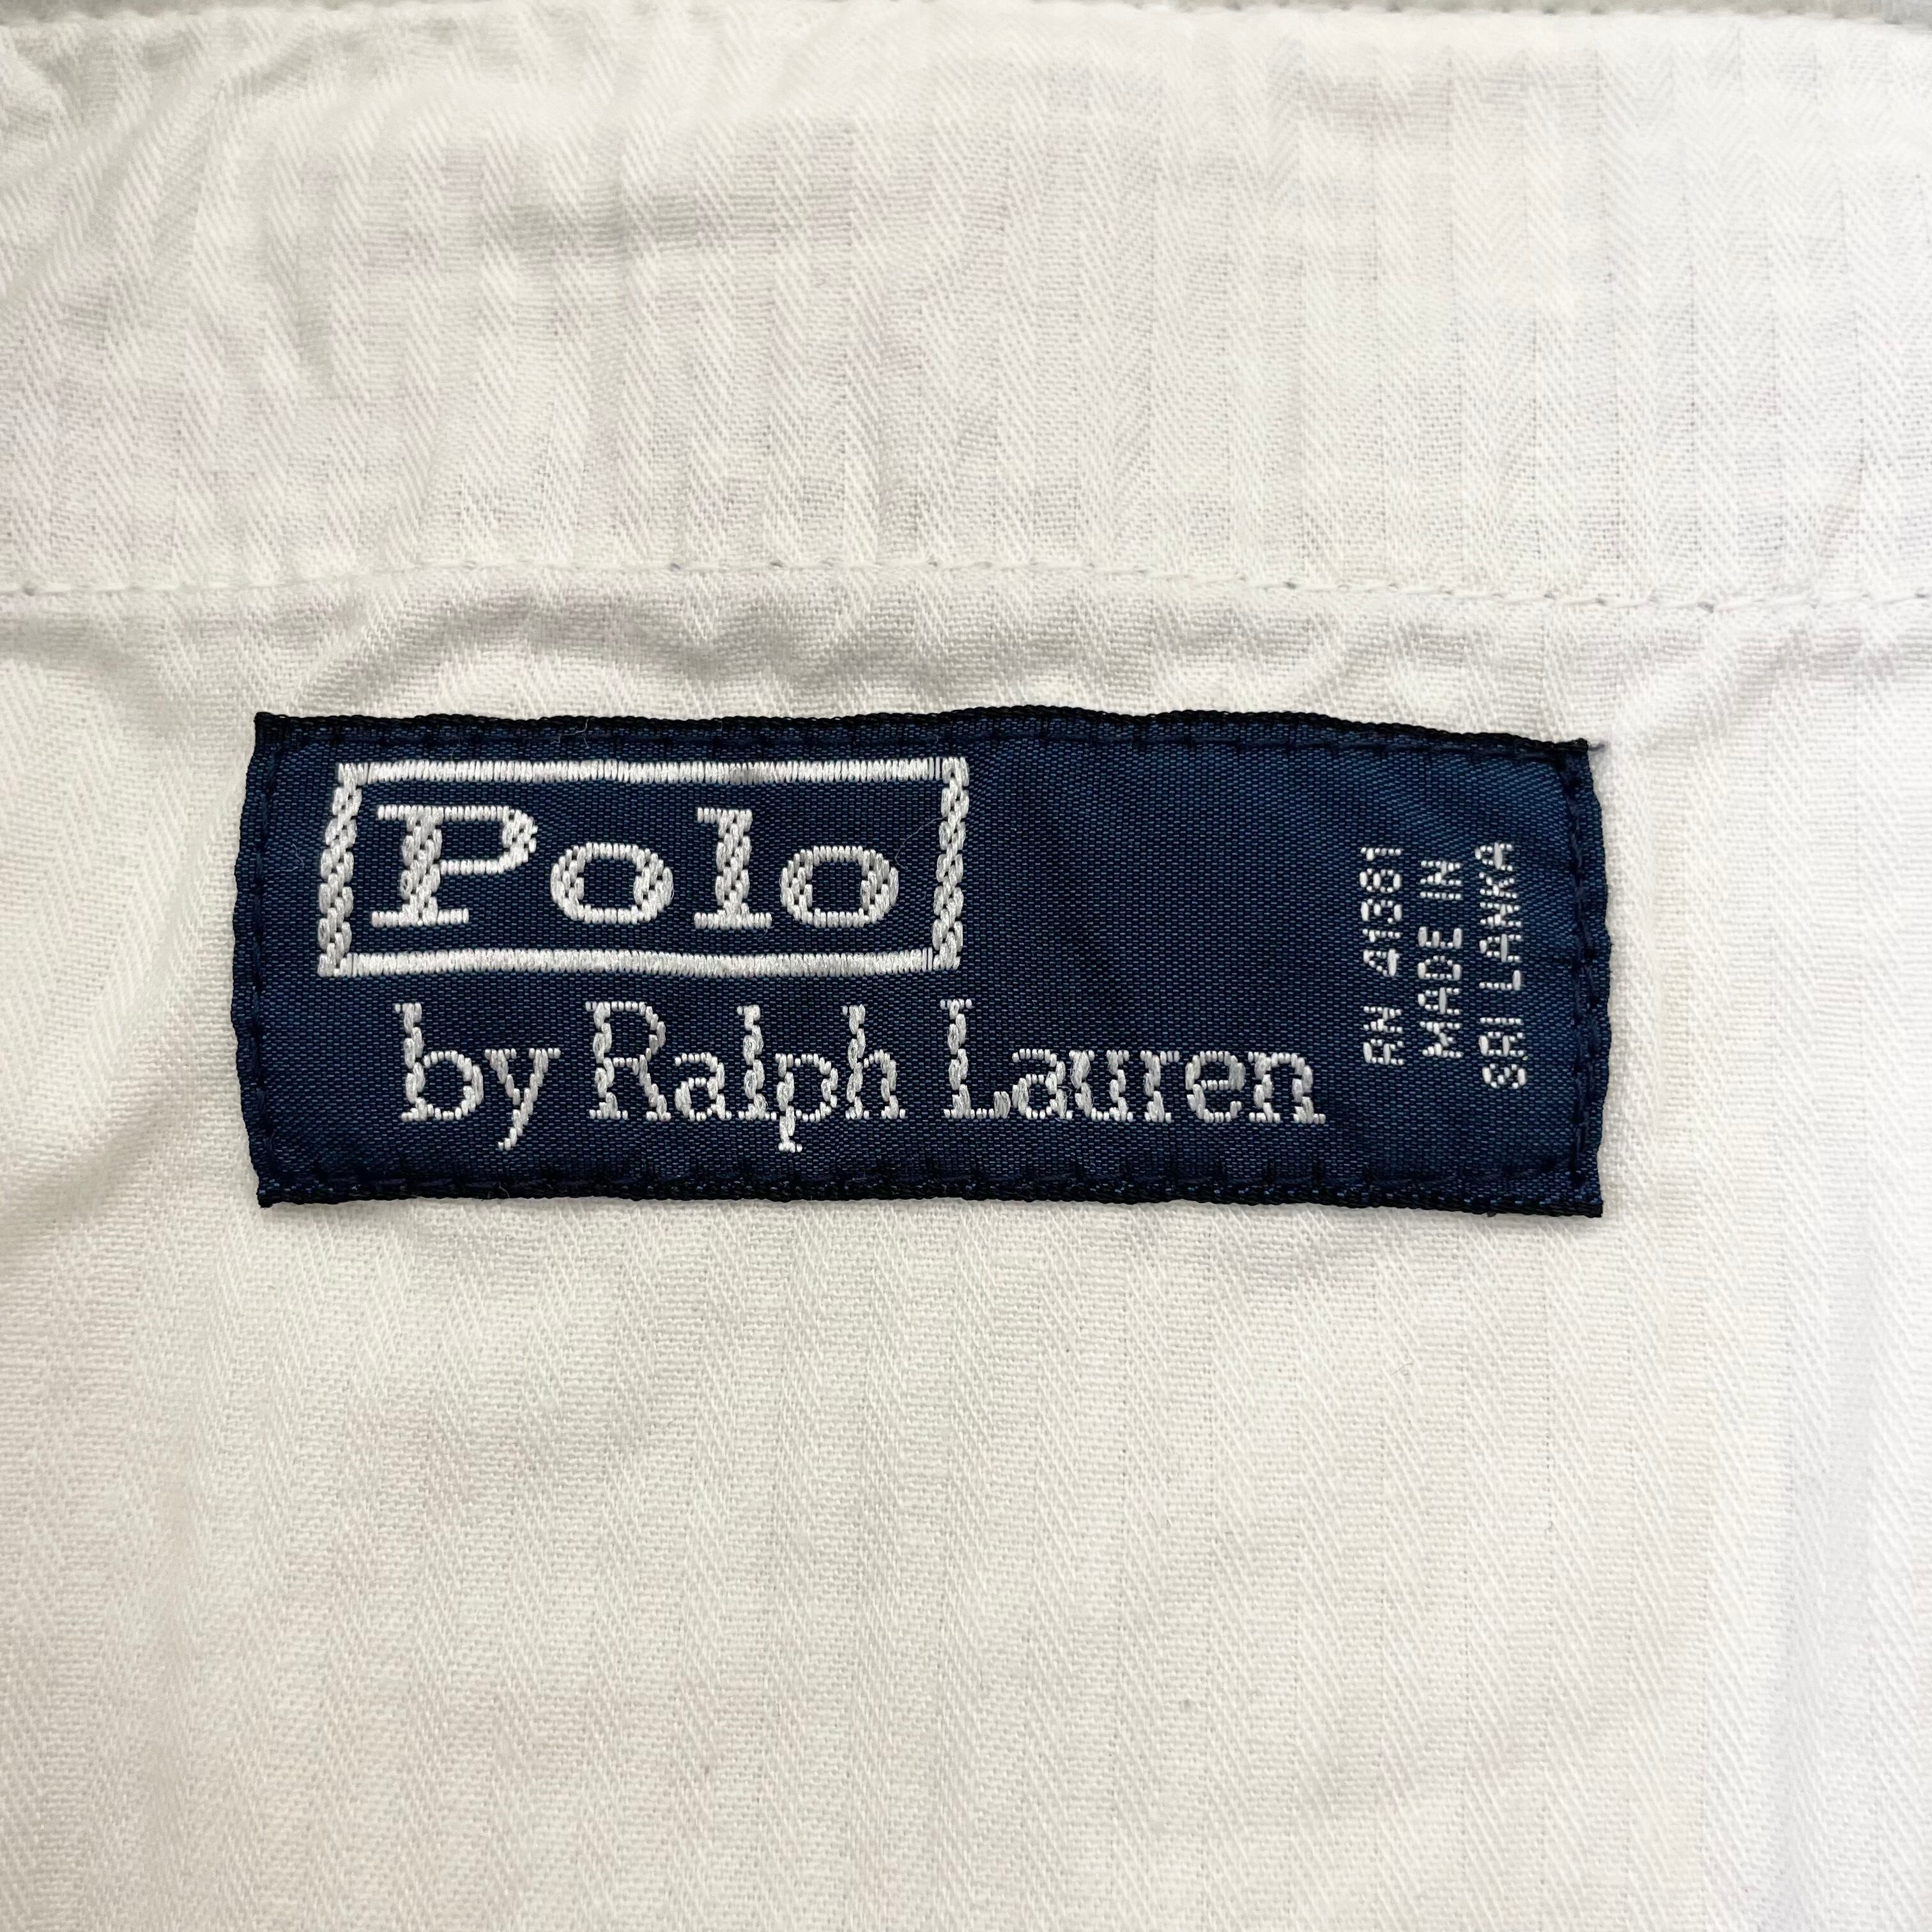 Polo
by Ralph Lauren
RN 41381
MADE IN
SRI LANKA